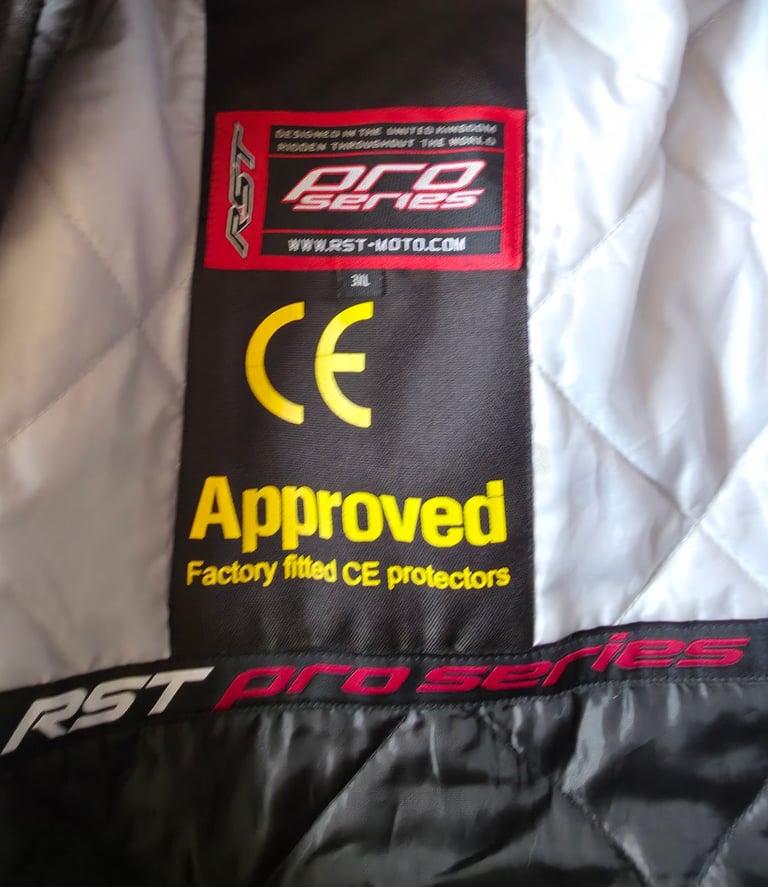 RST
DESIGNED IN THE UNITED KINGDOM
RIDDEN THROUGHOUT THE WORLD
pro
series
WWW.RST-MOTO.COM
3XL
CE
Approved
Factory fitted CE protectors
RST pro series